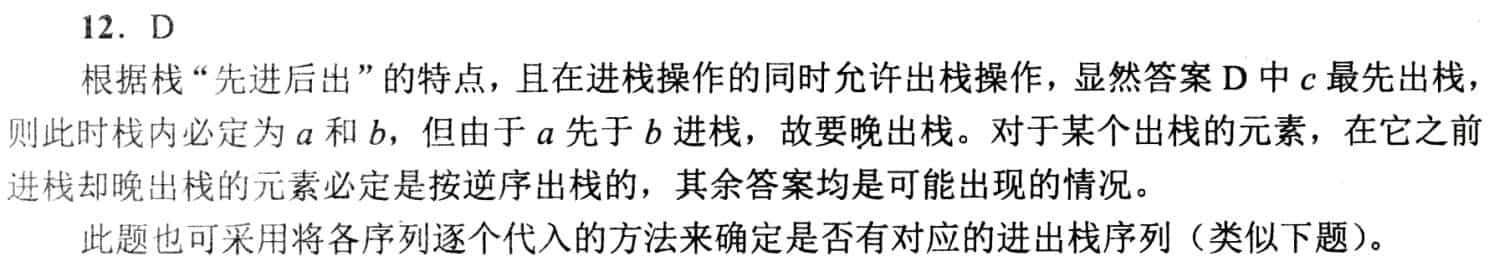 12. D
根据栈“先进后出”的特点，且在进栈操作的同时允许出栈操作，显然答案 D 中 c 最先出栈，
则此时栈内必定为 a 和 b，但由于 a 先于 b 进栈，故要晚出栈。对于某个出栈的元素，在它之前
进栈却晚出栈的元素必定是按逆序出栈的，其余答案均是可能出现的情况。
此题也可采用将各序列逐个代入的方法来确定是否有对应的进出栈序列（类似下题）。